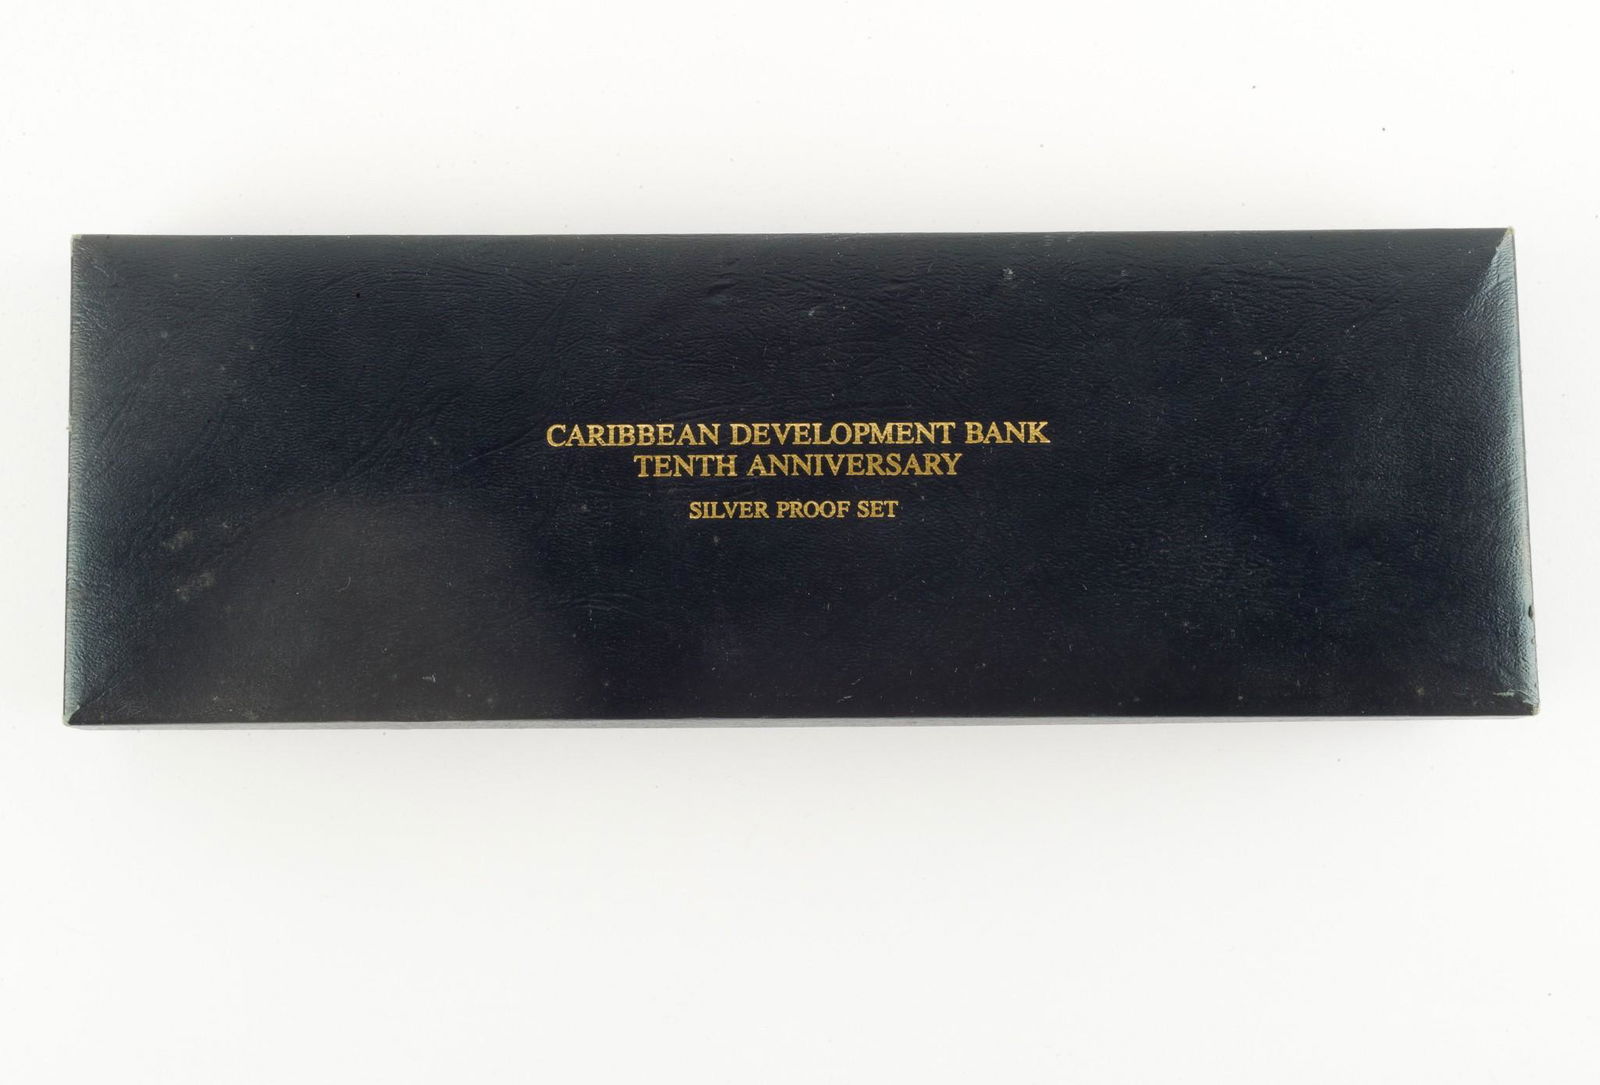 CARIBBEAN DEVELOPMENT BANK
TENTH ANNIVERSARY
SILVER PROOF SET